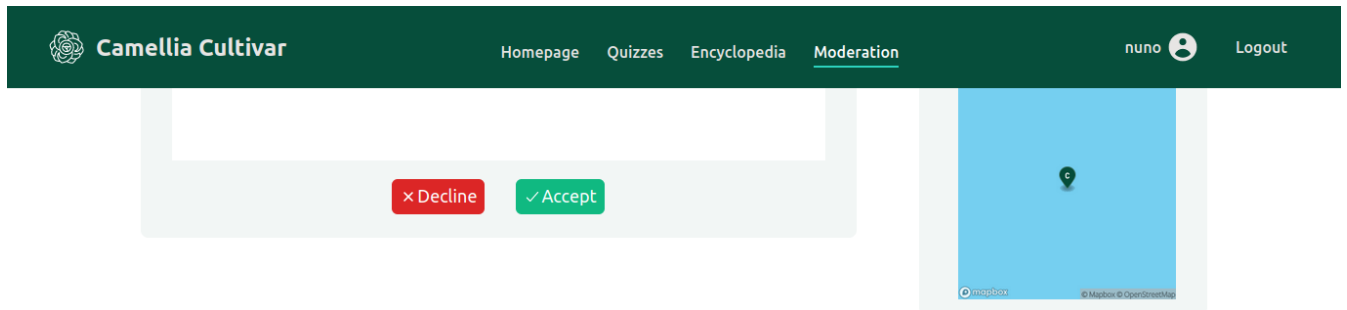 Camellia Cultivar
Homepage Quizzes Encyclopedia Moderation
nuno
Logout
×Decline
✓Accept
C
mapbox
© Mapbox © OpenStreetMap